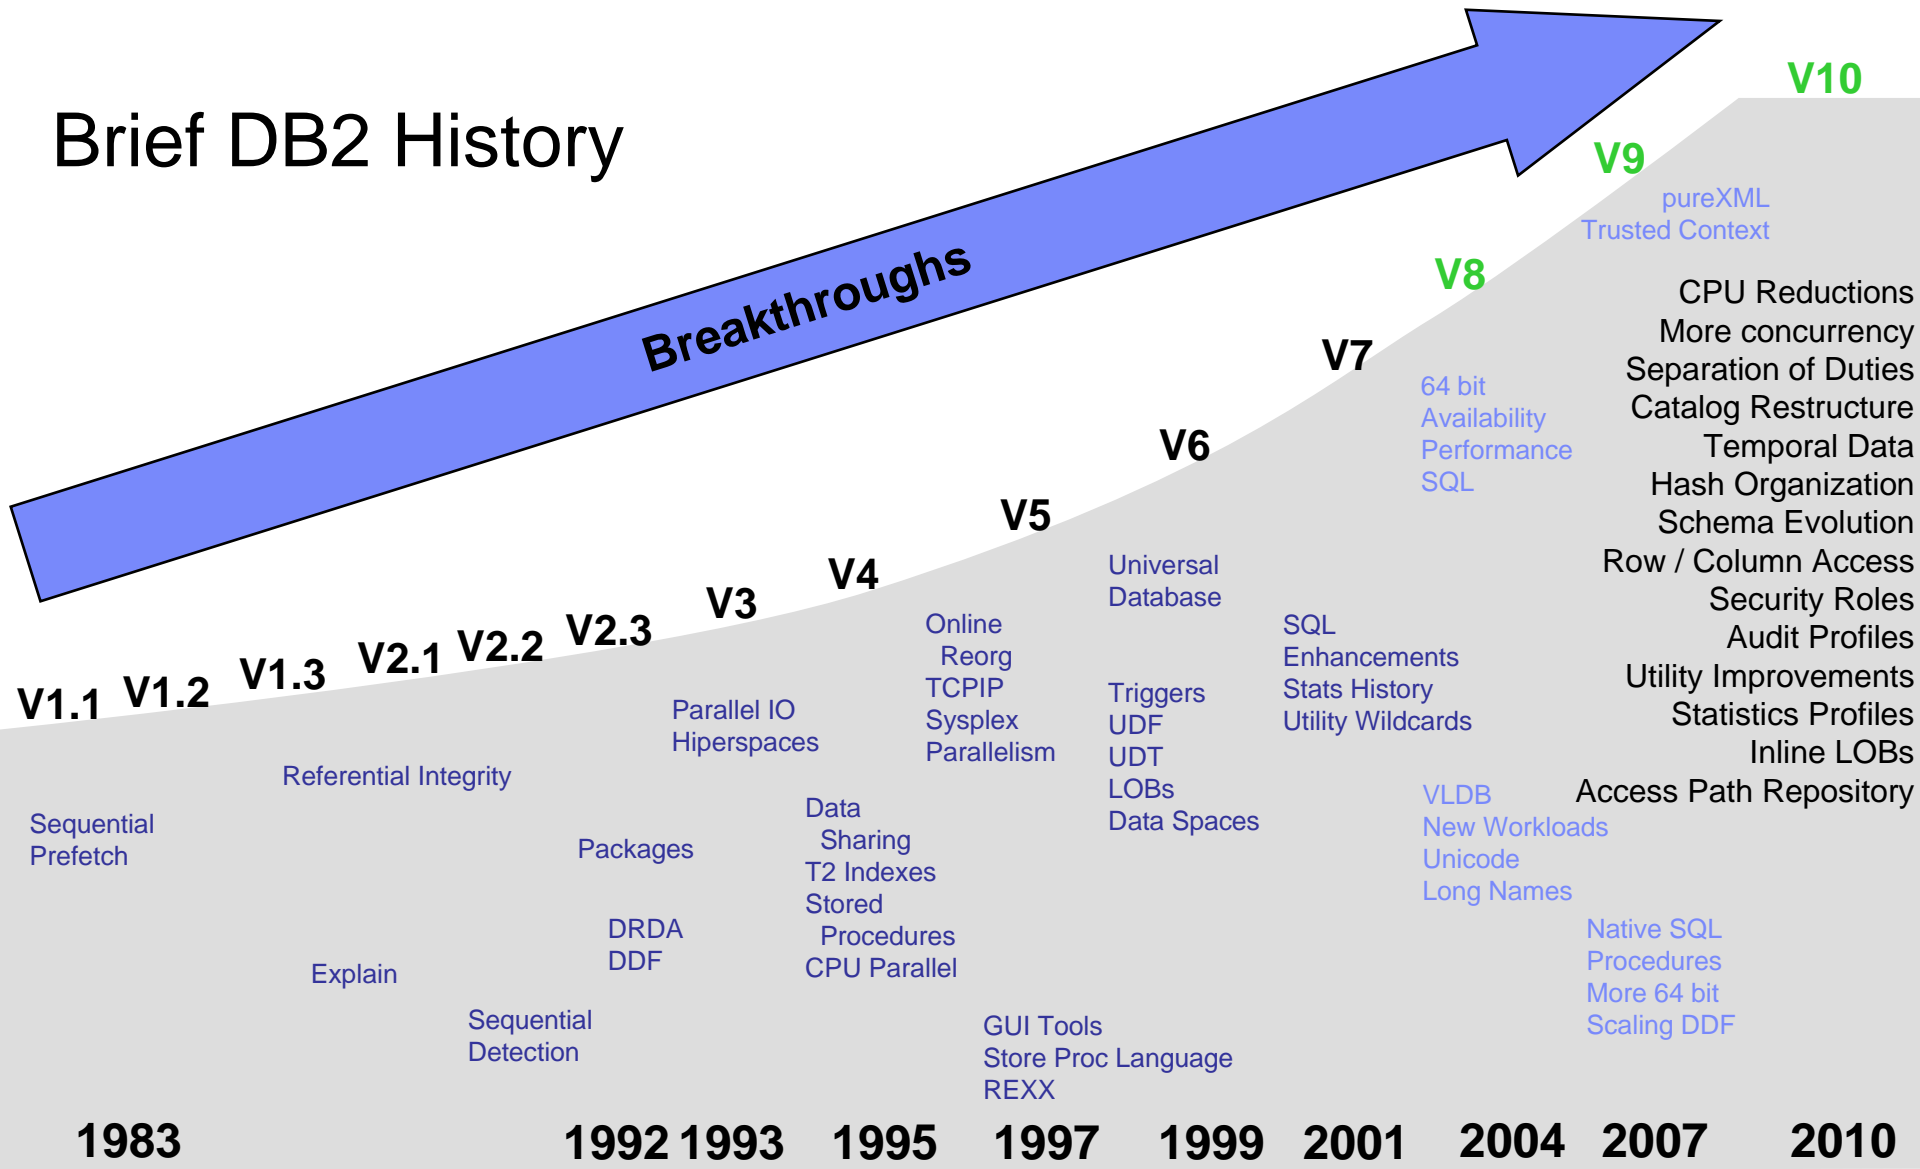 Brief DB2 History
Breakthroughs
V1.1
V1.2
V1.3
V2.1
V2.2
V2.3
V3
V4
V5
V6
V7
V8
V9
V10
Sequential
Prefetch
Referential Integrity
Explain
Sequential
Detection
Packages
DRDA
DDF
Parallel IO
Hiperspaces
Data
Sharing
T2 Indexes
Stored
Procedures
CPU Parallel
Online
Reorg
TCPIP
Sysplex
Parallelism
GUI Tools
Store Proc Language
REXX
Universal
Database
Triggers
UDF
UDT
LOBs
Data Spaces
SQL
Enhancements
Stats History
Utility Wildcards
64 bit
Availability
Performance
SQL
VLDB
New Workloads
Unicode
Long Names
pureXML
Trusted Context
Native SQL
Procedures
More 64 bit
Scaling DDF
CPU Reductions
More concurrency
Separation of Duties
Catalog Restructure
Temporal Data
Hash Organization
Schema Evolution
Row / Column Access
Security Roles
Audit Profiles
Utility Improvements
Statistics Profiles
Inline LOBs
Access Path Repository
1983
1992
1993
1995
1997
1999
2001
2004
2007
2010